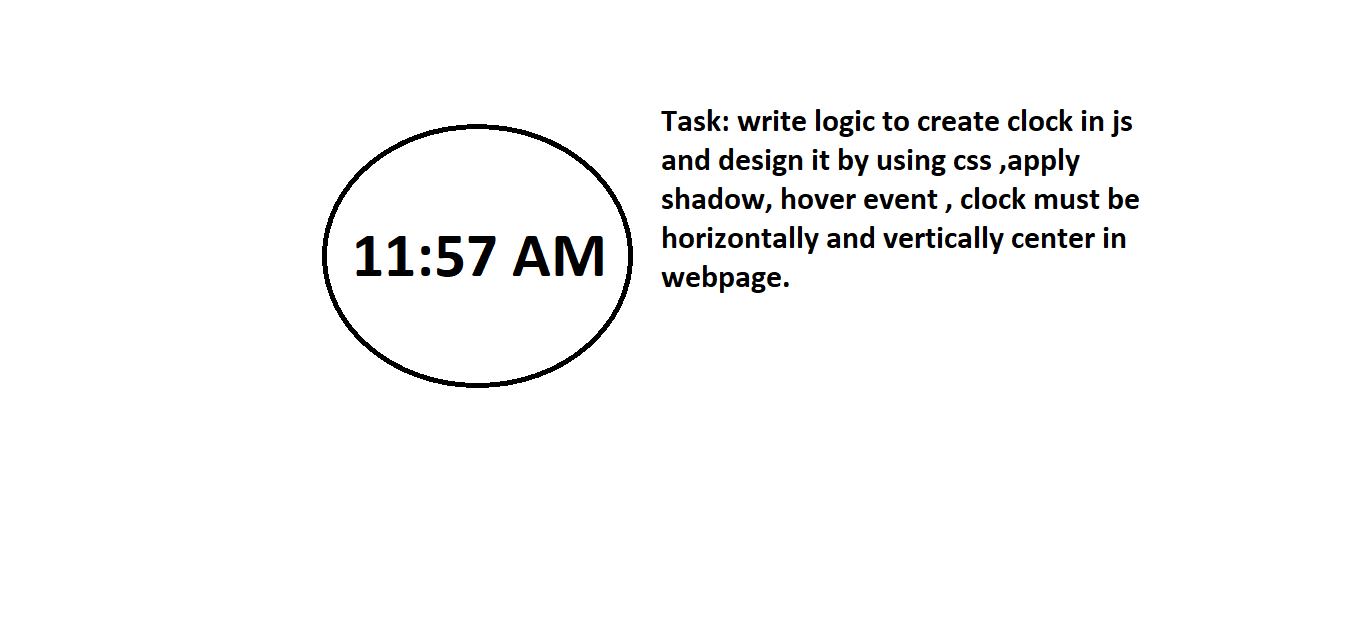 11:57 AM
Task: write logic to create clock in js
and design it by using css ,apply
shadow, hover event , clock must be
horizontally and vertically center in
webpage.